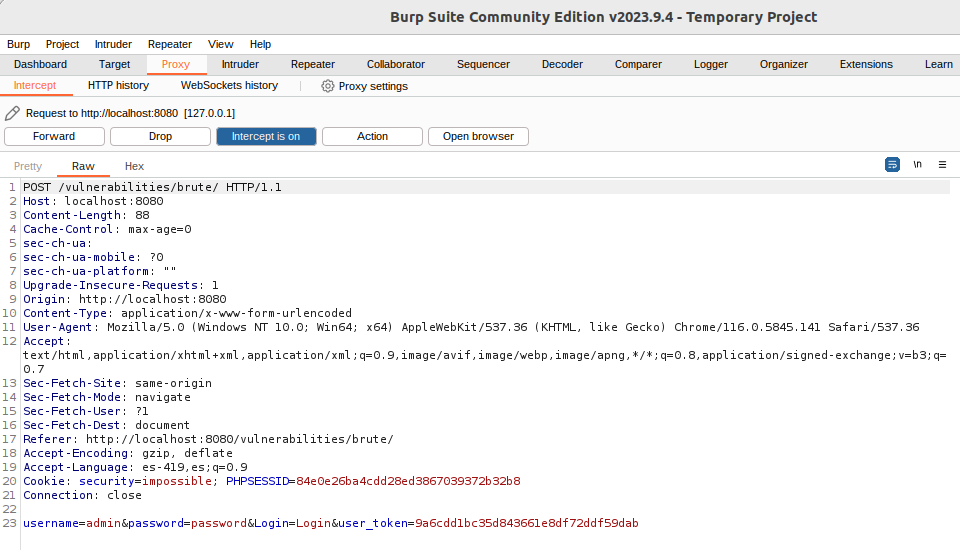 Burp Suite Community Edition v2023.9.4 - Temporary Project
Burp Project Intruder Repeater View Help
Dashboard Target Proxy Intruder Repeater Collaborator Sequencer Decoder Comparer Logger Organizer Extensions Learn
Intercept HTTP history WebSockets history Proxy settings
Request to http://localhost:8080 [127.0.0.1]
Forward Drop Intercept is on Action Open browser
Pretty Raw Hex \n
1 POST /vulnerabilities/brute/ HTTP/1.1
2 Host: localhost:8080
3 Content-Length: 88
4 Cache-Control: max-age=0
5 sec-ch-ua:
6 sec-ch-ua-mobile: ?0
7 sec-ch-ua-platform: ""
8 Upgrade-Insecure-Requests: 1
9 Origin: http://localhost:8080
10 Content-Type: application/x-www-form-urlencoded
11 User-Agent: Mozilla/5.0 (Windows NT 10.0; Win64; x64) AppleWebKit/537.36 (KHTML, like Gecko) Chrome/116.0.5845.141 Safari/537.36
12 Accept:
text/html,application/xhtml+xml,application/xml;q=0.9,image/avif,image/webp,image/apng,*/*;q=0.8,application/signed-exchange;v=b3;q=
0.7
13 Sec-Fetch-Site: same-origin
14 Sec-Fetch-Mode: navigate
15 Sec-Fetch-User: ?1
16 Sec-Fetch-Dest: document
17 Referer: http://localhost:8080/vulnerabilities/brute/
18 Accept-Encoding: gzip, deflate
19 Accept-Language: es-419,es;q=0.9
20 Cookie: security=impossible; PHPSESSID=84e0e26ba4cdd28ed3867039372b32b8
21 Connection: close
22
23 username=admin&password=password&Login=Login&user_token=9a6cdd1bc35d843661e8df72ddf59dab